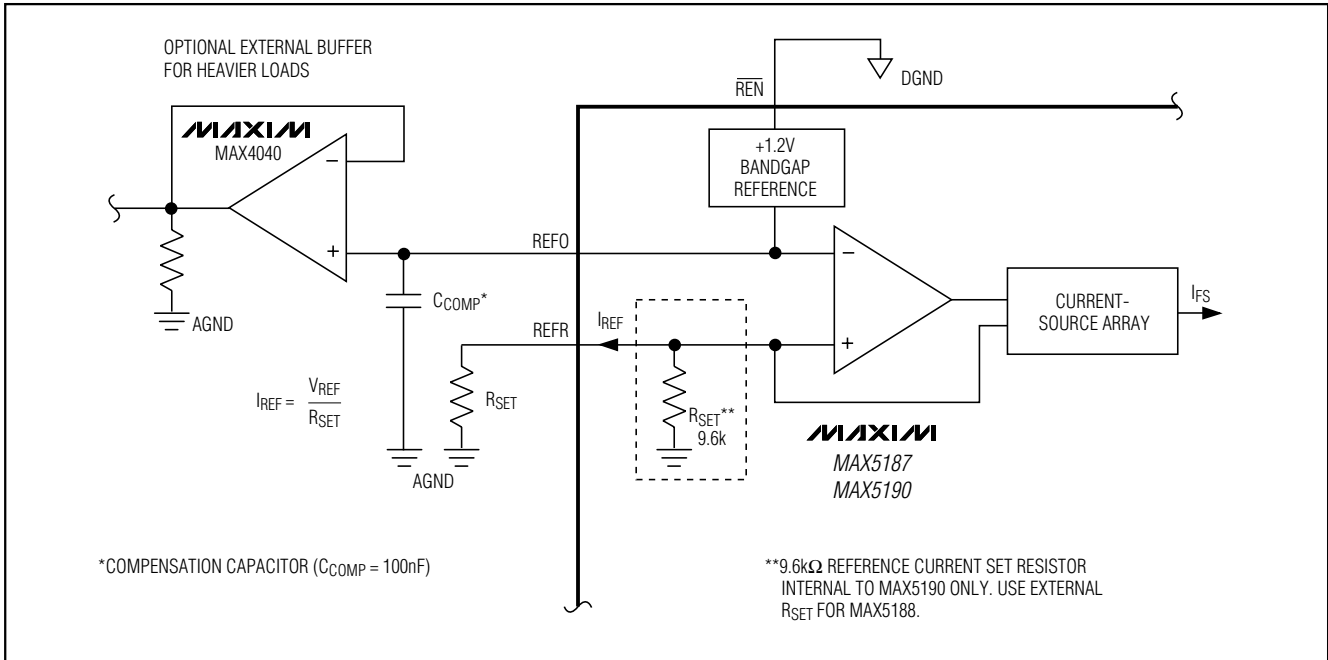 OPTIONAL EXTERNAL BUFFER
FOR HEAVIER LOADS
MAXIM
MAX4040
−
+
AGND
REN
DGND
+1.2V
BANDGAP
REFERENCE
REFO
−
+
CCOMP*
REFR
IREF
IREF = VREF
RSET
RSET
AGND
RSET**
9.6k
CURRENT-
SOURCE ARRAY
IFS
MAXIM
MAX5187
MAX5190
*COMPENSATION CAPACITOR (CCOMP = 100nF)
**9.6kΩ REFERENCE CURRENT SET RESISTOR
INTERNAL TO MAX5190 ONLY. USE EXTERNAL
RSET FOR MAX5188.